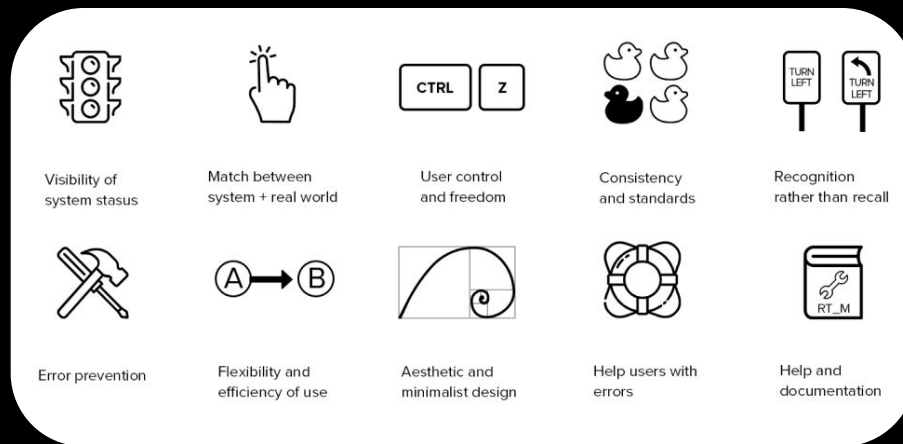 CTRL
Z
TURN
LEFT
TURN
LEFT
Visibility of
system stasus
Match between
system + real world
User control
and freedom
Consistency
and standards
Recognition
rather than recall
A
B
RT_M
Error prevention
Flexibility and
efficiency of use
Aesthetic and
minimalist design
Help users with
errors
Help and
documentation